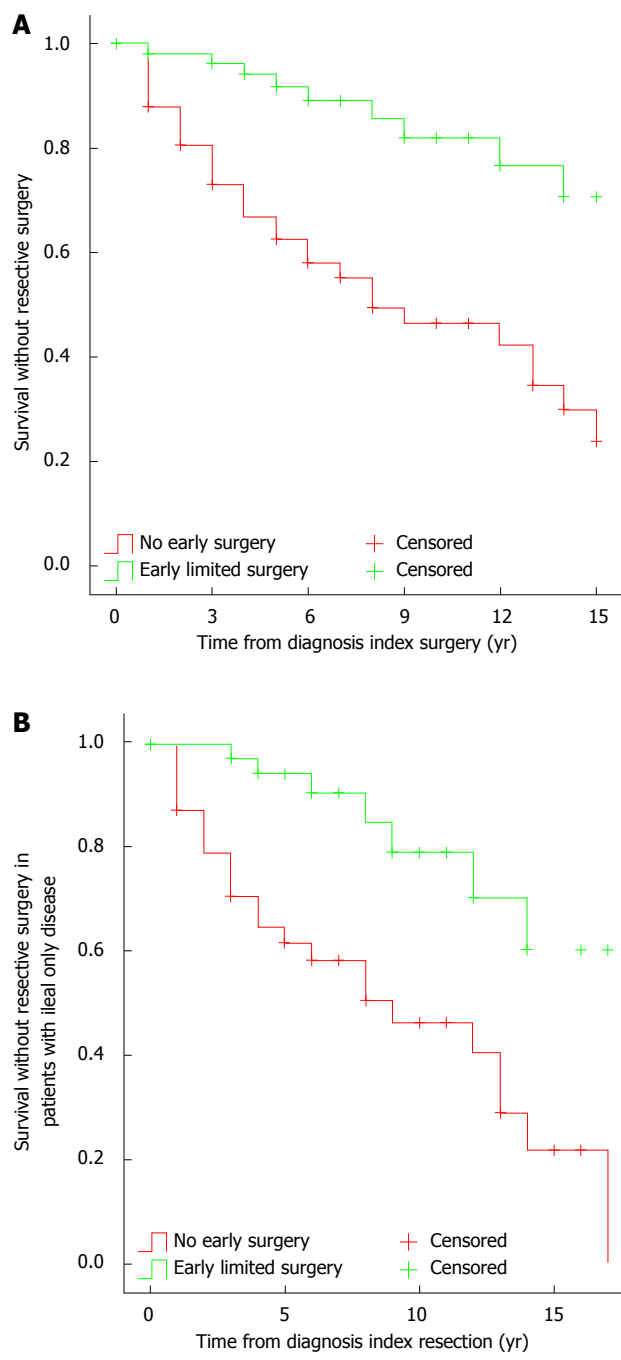 A
Survival without resective surgery
1.0
0.8
0.6
0.4
0.2
0.0
No early surgery
Censored
Early limited surgery
Censored
0 3 6 9 12 15
Time from diagnosis index surgery (yr)
B
Survival without resective surgery in
patients with ileal only disease
1.0
0.8
0.6
0.4
0.2
0.0
No early surgery
Censored
Early limited surgery
Censored
0 5 10 15
Time from diagnosis index resection (yr)